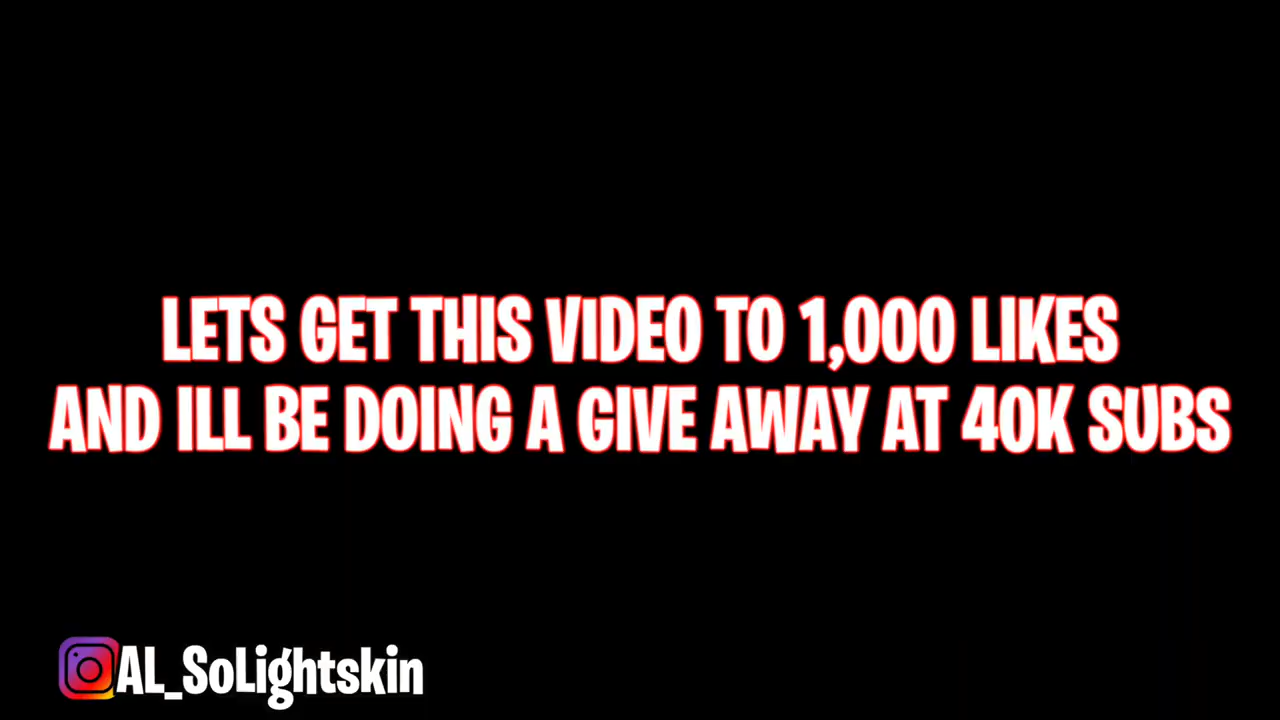 LETS GET THIS VIDEO TO 1,000 LIKES
AND ILL BE DOING A GIVE AWAY AT 40K SUBS
AL_SoLightskin